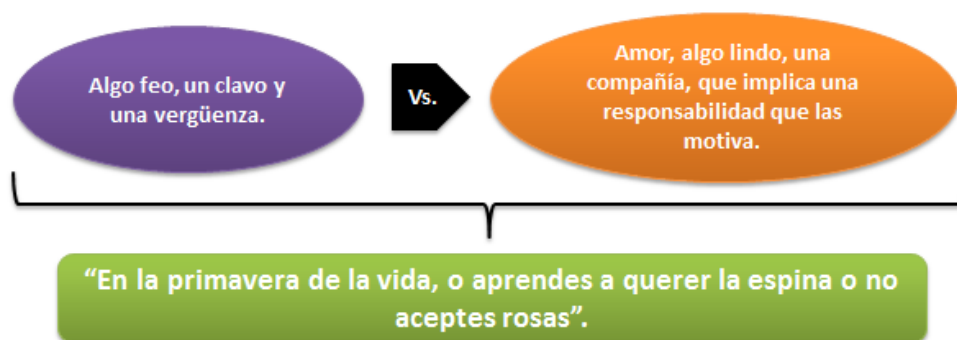 Algo feo, un clavo y
una vergüenza.
Vs.
Amor, algo lindo, una
compañía, que implica una
responsabilidad que las
motiva.
“En la primavera de la vida, o aprendes a querer la espina o no
aceptes rosas”.